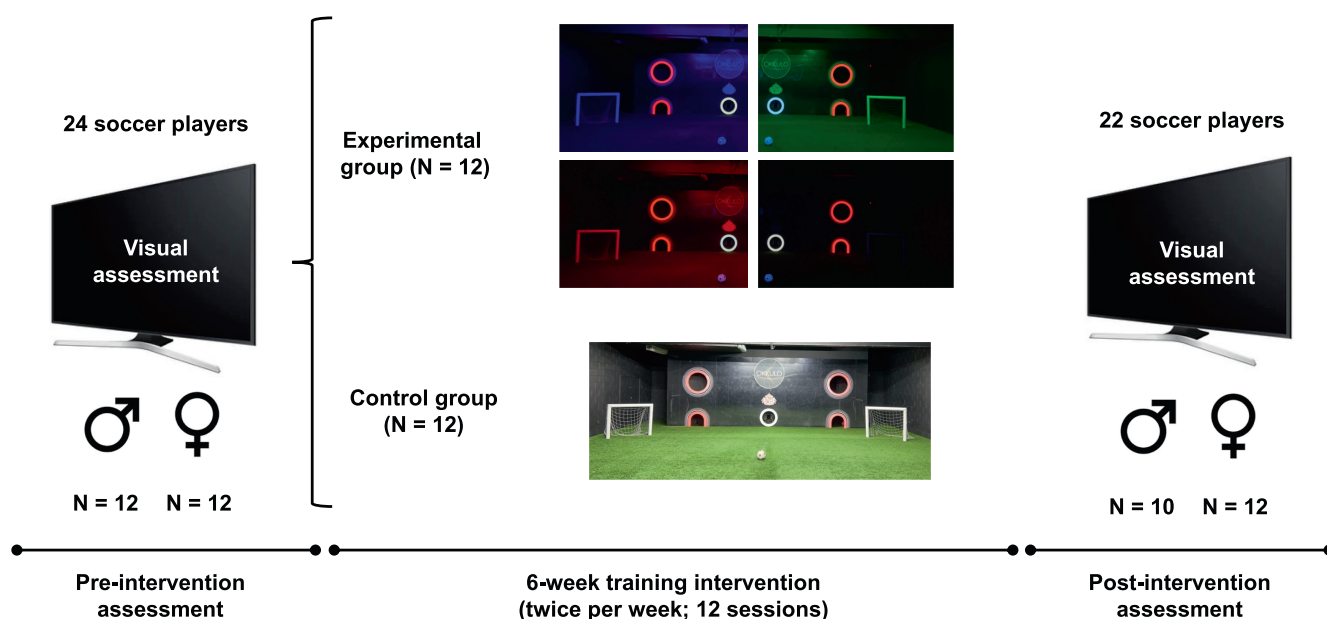 24 soccer players
Visual
assessment
N = 12
N = 12
Pre-intervention
assessment
Experimental
group (N = 12)
Control group
(N = 12)
OKKULO
6-week training intervention
(twice per week; 12 sessions)
22 soccer players
Visual
assessment
N = 10
N = 12
Post-intervention
assessment